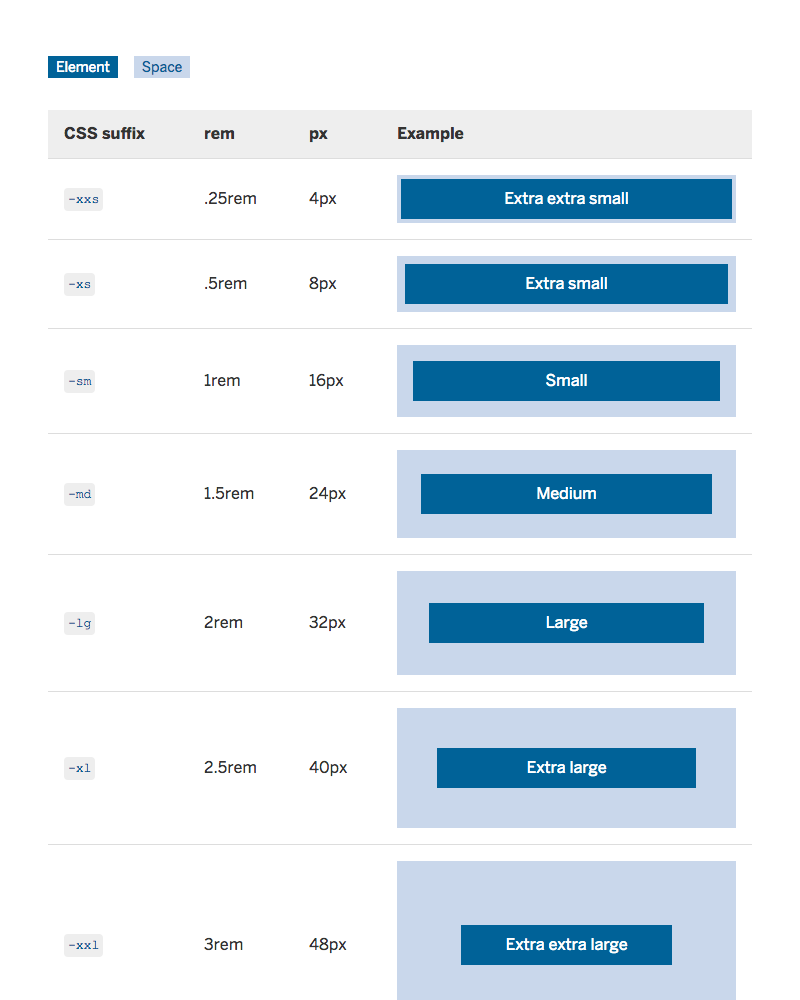 Element Space
CSS suffix rem px Example
-xxs .25rem 4px Extra extra small
-xs .5rem 8px Extra small
-sm 1rem 16px Small
-md 1.5rem 24px Medium
-lg 2rem 32px Large
-xl 2.5rem 40px Extra large
-xxl 3rem 48px Extra extra large